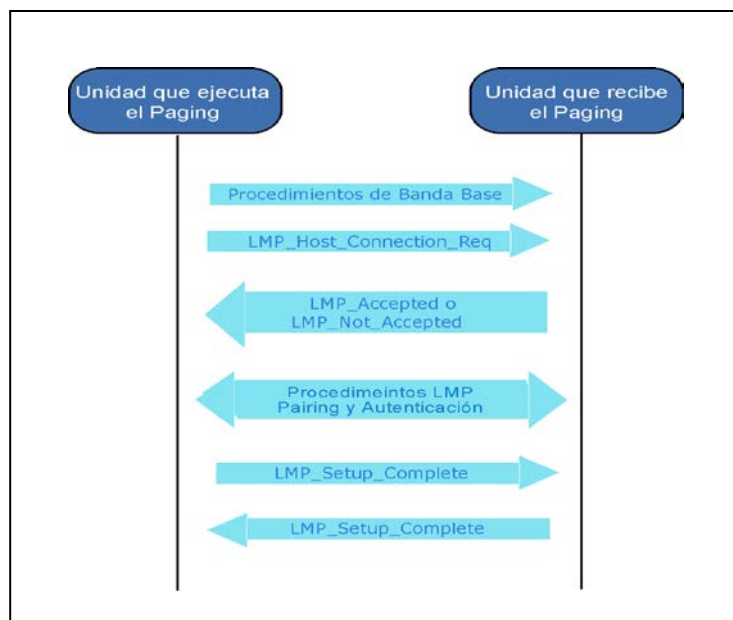 Unidad que ejecuta
el Paging
Unidad que recibe
el Paging
Procedimientos de Banda Base
LMP_Host_Connection_Req
LMP_Accepted o
LMP_Not_Accepted
Procedimeintos LMP
Pairing y Autenticación
LMP_Setup_Complete
LMP_Setup_Complete